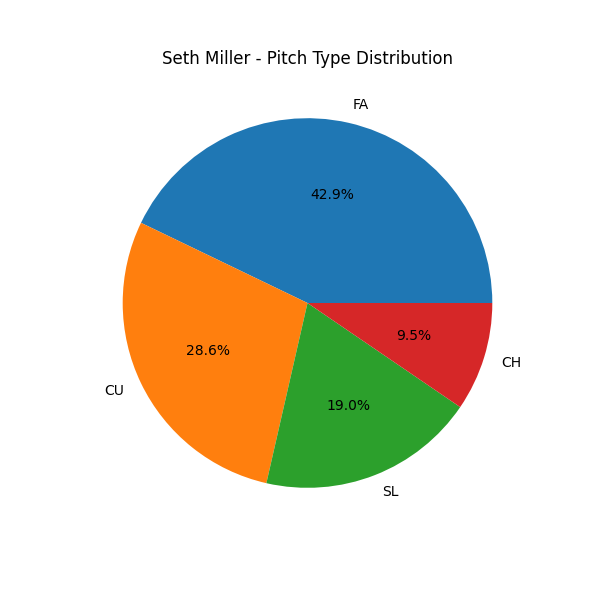 Seth Miller - Pitch Type Distribution
FA
42.9%
28.6%
9.5%
CH
CU
19.0%
SL